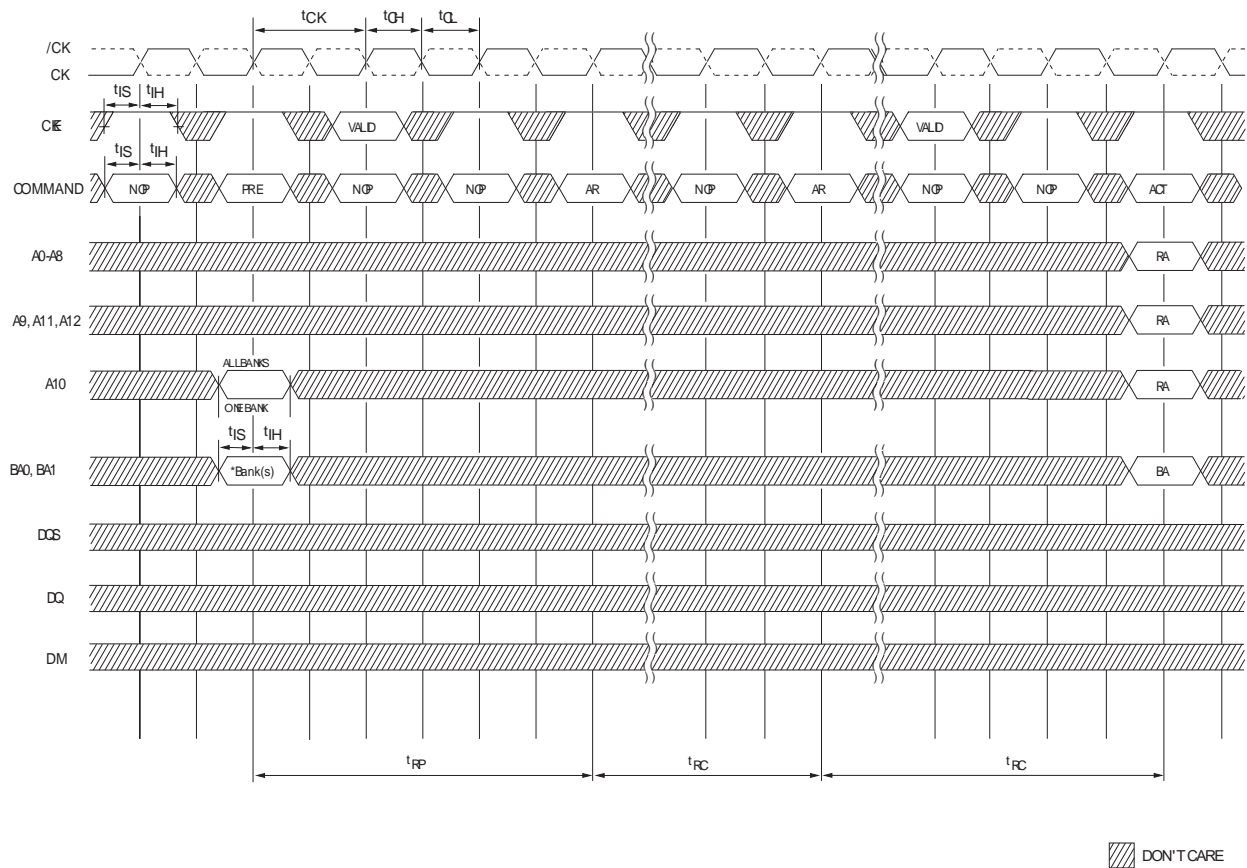 tCK tCH tCL
/CK
CK
tIS tIH
CKE VALID VALID
tIS tIH
COMMAND NOP PRE NOP NOP AR NOP AR NOP NOP ACT
A0-A8 RA
A9, A11, A12 RA
ALL BANKS
A10 RA
ONE BANK
tIS tIH
BA0, BA1 *Bank(s) BA
DQS
DQ
DM
tRP tRC tRC
DON'T CARE